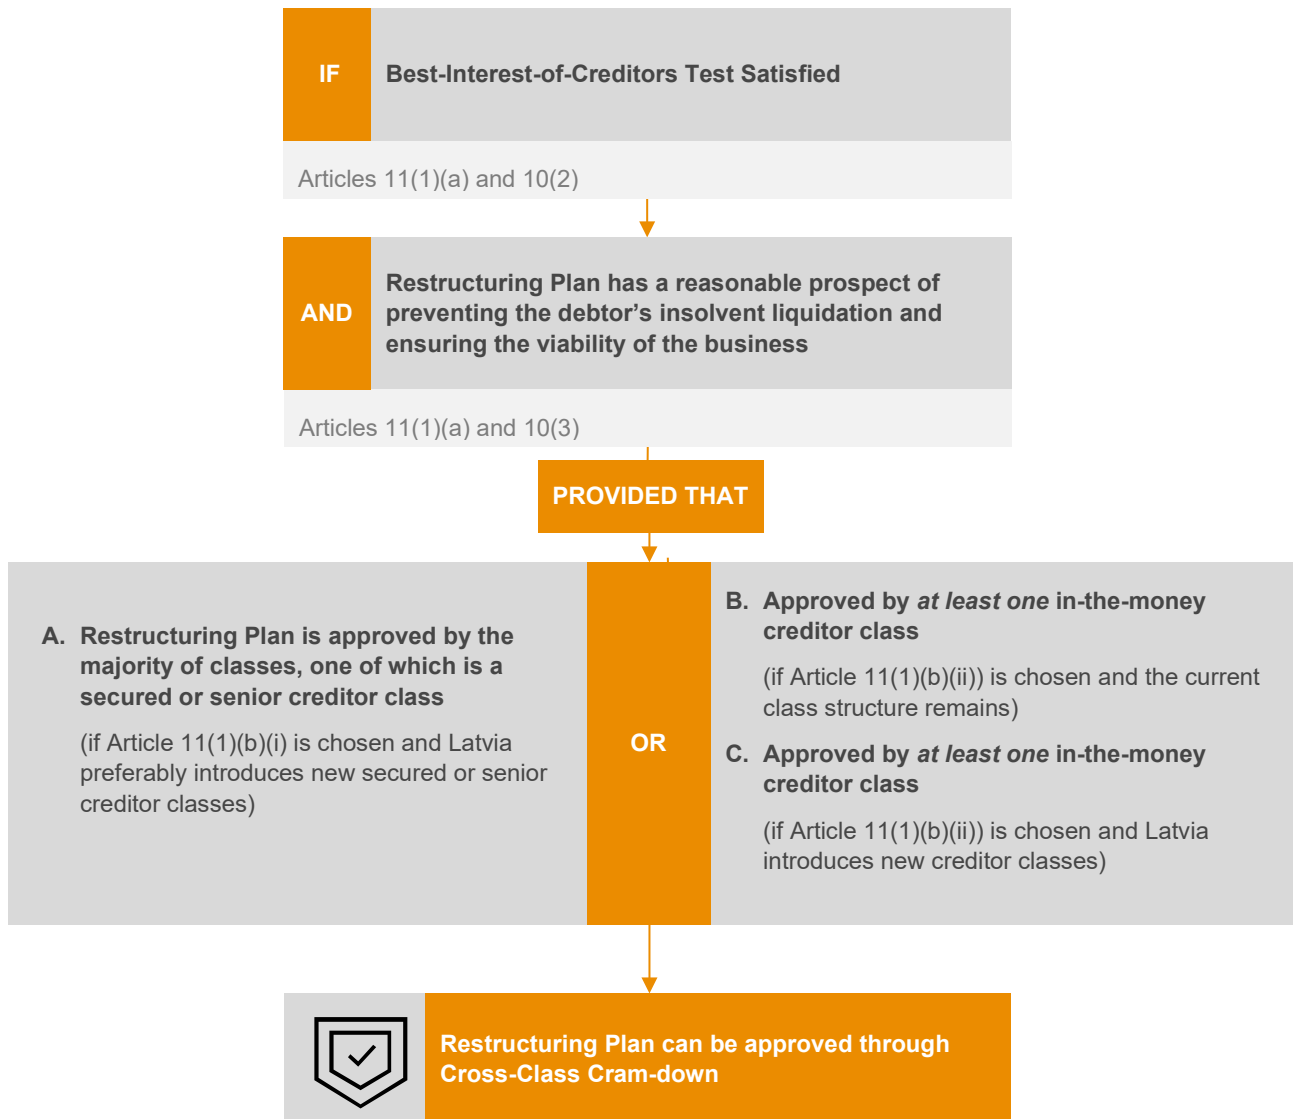 IF
Best-Interest-of-Creditors Test Satisfied
Articles 11(1)(a) and 10(2)
AND
Restructuring Plan has a reasonable prospect of
preventing the debtor’s insolvent liquidation and
ensuring the viability of the business
Articles 11(1)(a) and 10(3)
PROVIDED THAT
A. Restructuring Plan is approved by the
majority of classes, one of which is a
secured or senior creditor class
(if Article 11(1)(b)(i) is chosen and Latvia
preferably introduces new secured or senior
creditor classes)
OR
B. Approved by at least one in-the-money
creditor class
(if Article 11(1)(b)(ii)) is chosen and the current
class structure remains)
C. Approved by at least one in-the-money
creditor class
(if Article 11(1)(b)(ii)) is chosen and Latvia
introduces new creditor classes)
Restructuring Plan can be approved through
Cross-Class Cram-down